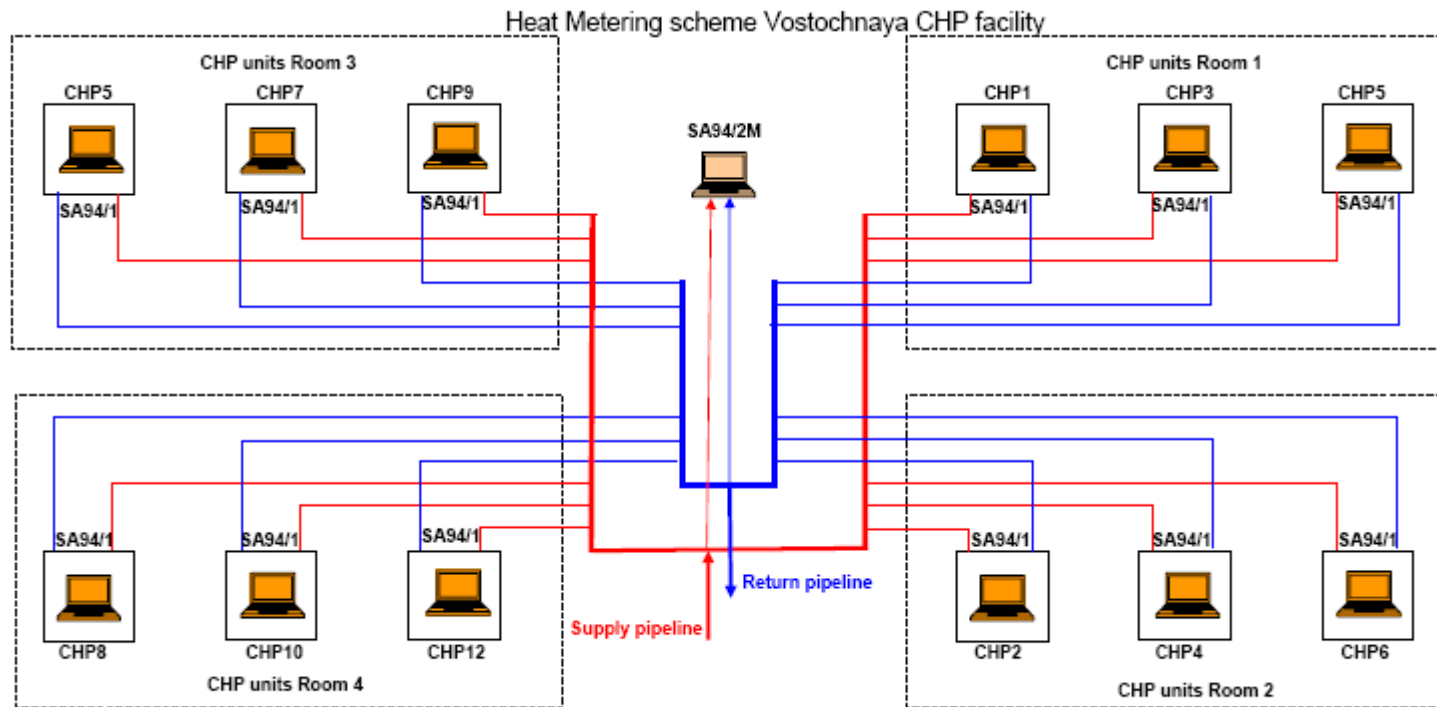 Heat Metering scheme Vostochnaya CHP facility
CHP units Room 3
CHP5
CHP7
CHP9
SA94/1
SA94/1
SA94/1
SA94/2M
CHP units Room 1
CHP1
CHP3
CHP5
SA94/1
SA94/1
SA94/1
SA94/1
SA94/1
SA94/1
CHP8
CHP10
CHP12
CHP units Room 4
Return pipeline
Supply pipeline
SA94/1
SA94/1
SA94/1
CHP2
CHP4
CHP6
CHP units Room 2